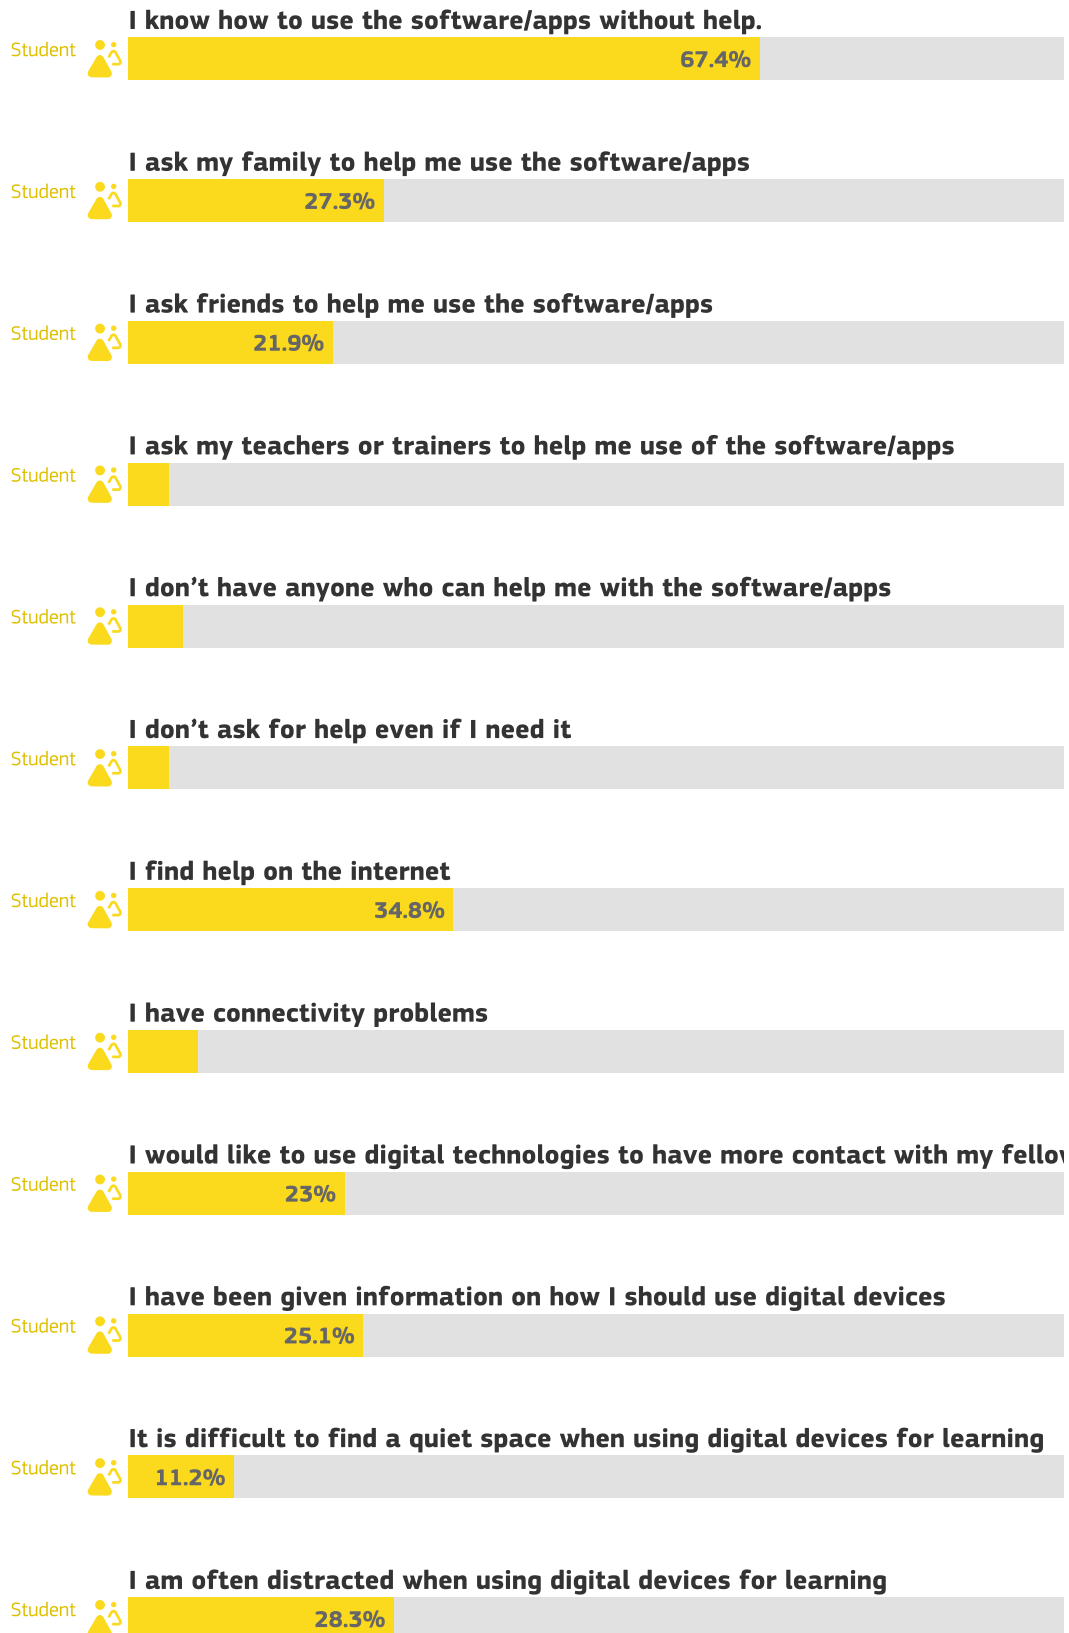 I know how to use the software/apps without help.
Student
67.4%
I ask my family to help me use the software/apps
Student
27.3%
I ask friends to help me use the software/apps
Student
21.9%
I ask my teachers or trainers to help me use of the software/apps
Student
I don’t have anyone who can help me with the software/apps
Student
I don’t ask for help even if I need it
Student
I find help on the internet
Student
34.8%
I have connectivity problems
Student
I would like to use digital technologies to have more contact with my
Student
23%
I have been given information on how I should use digital devices
Student
25.1%
It is difficult to find a quiet space when using digital devices for learning
Student
11.2%
I am often distracted when using digital devices for learning
Student
28.3%